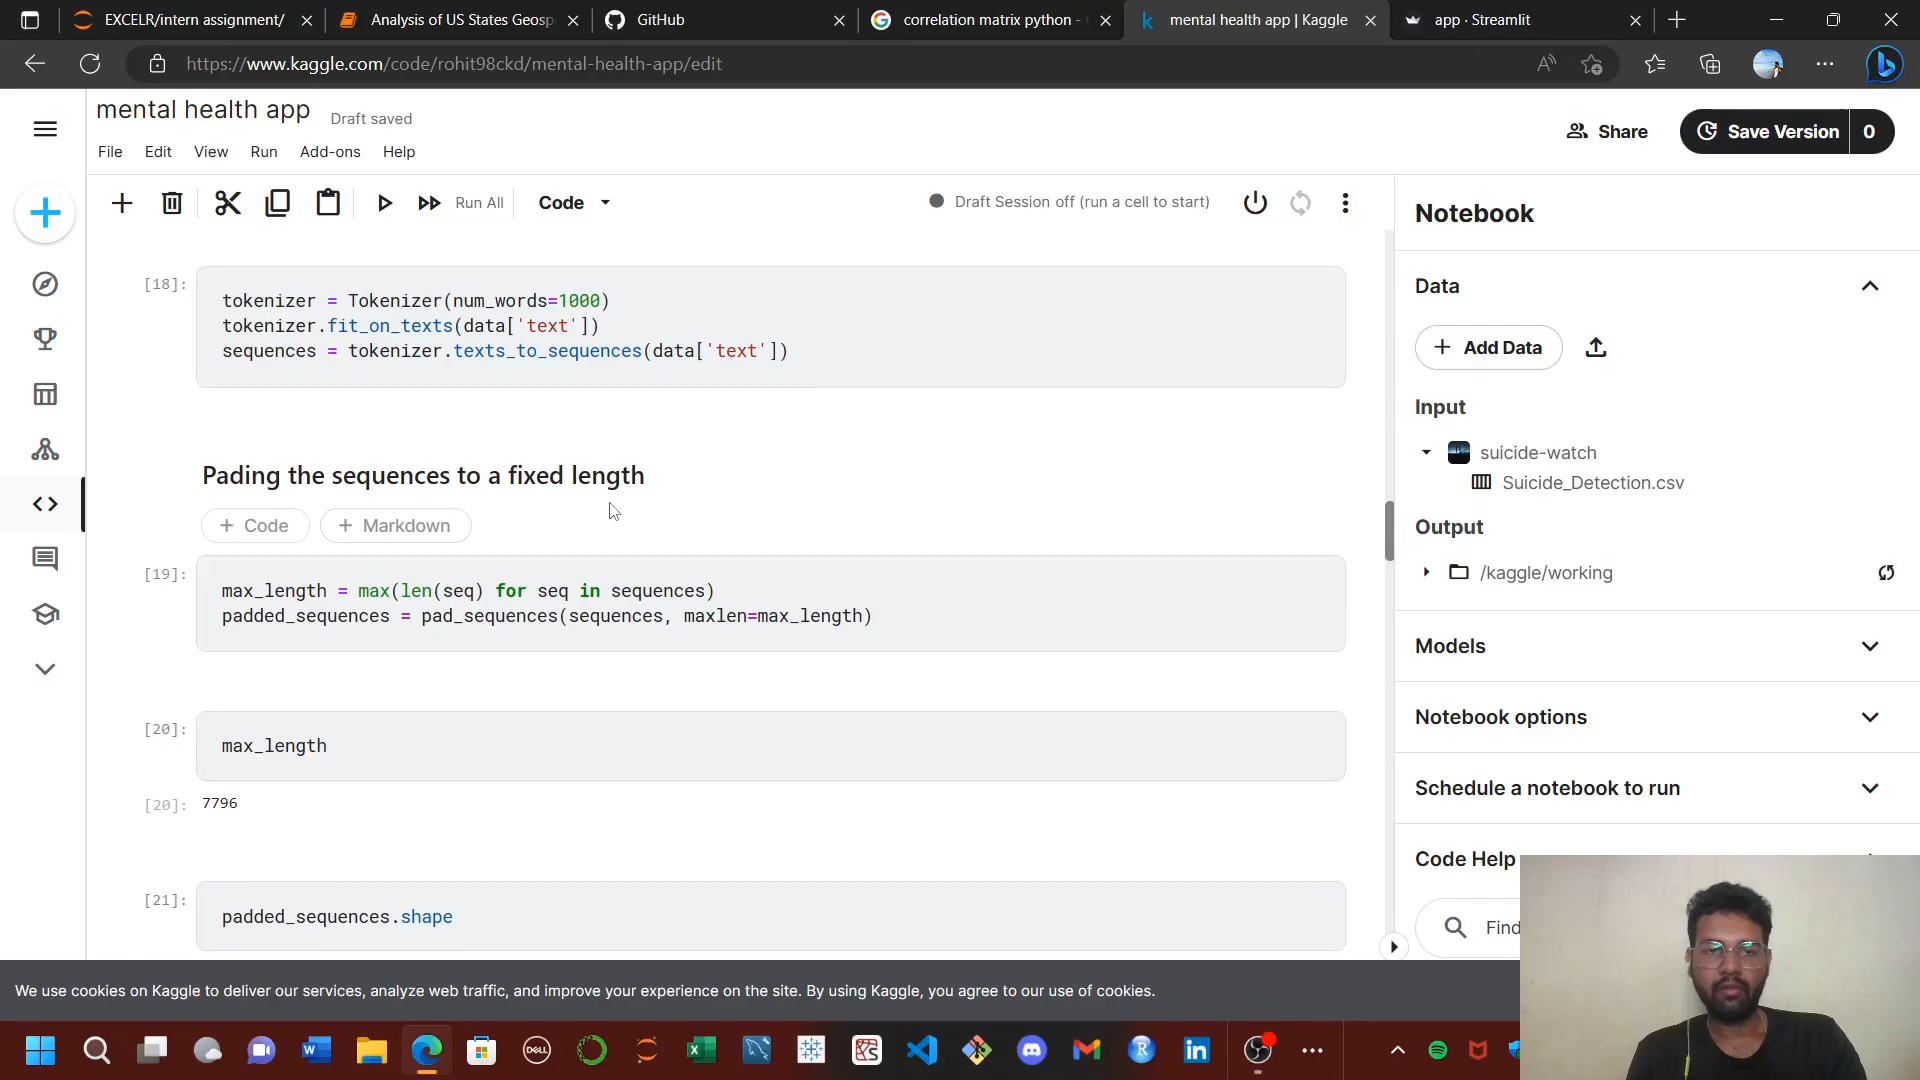 EXCELR/intern assignment/
Analysis of US States Geosp
GitHub
correlation matrix python -
mental health app | Kaggle
app · Streamlit
https://www.kaggle.com/code/rohit98ckd/mental-health-app/edit
mental health app
Draft saved
File Edit View Run Add-ons Help
Share
Save Version
0
Run All
Code
Draft Session off (run a cell to start)
[18]:
tokenizer = Tokenizer(num_words=1000)
tokenizer.fit_on_texts(data['text'])
sequences = tokenizer.texts_to_sequences(data['text'])
Pading the sequences to a fixed length
+ Code
+ Markdown
[19]:
max_length = max(len(seq) for seq in sequences)
padded_sequences = pad_sequences(sequences, maxlen=max_length)
[20]:
max_length
[20]:
7796
[21]:
padded_sequences.shape
Notebook
Data
+ Add Data
Input
suicide-watch
Suicide_Detection.csv
Output
/kaggle/working
Models
Notebook options
Schedule a notebook to run
Code Help
Find
We use cookies on Kaggle to deliver our services, analyze web traffic, and improve your experience on the site. By using Kaggle, you agree to our use of cookies.